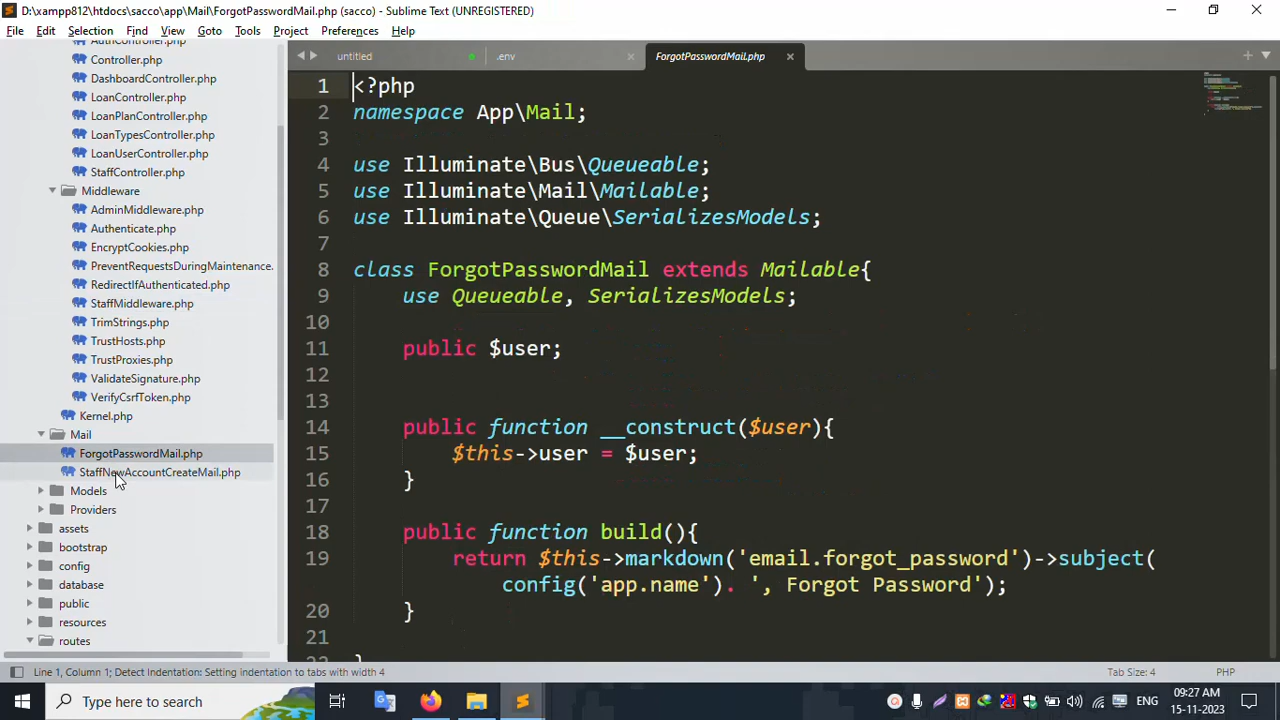 D:\xampp812\htdocs\sacco\app\Mail\ForgotPasswordMail.php (sacco) - Sublime Text (UNREGISTERED)
File Edit Selection Find View Goto Tools Project Preferences Help
AuthController.php
Controller.php
DashboardController.php
LoanController.php
LoanPlanController.php
LoanTypesController.php
LoanUserController.php
StaffController.php
Middleware
AdminMiddleware.php
Authenticate.php
EncryptCookies.php
PreventRequestsDuringMaintenance.
RedirectIfAuthenticated.php
StaffMiddleware.php
TrimStrings.php
TrustHosts.php
TrustProxies.php
ValidateSignature.php
VerifyCsrfToken.php
Kernel.php
Mail
ForgotPasswordMail.php
StaffNewAccountCreateMail.php
Models
Providers
assets
bootstrap
config
database
public
resources
routes
untitled .env ForgotPasswordMail.php
1 <?php
2 namespace App\Mail;
3
4 use Illuminate\Bus\Queueable;
5 use Illuminate\Mail\Mailable;
6 use Illuminate\Queue\SerializesModels;
7
8 class ForgotPasswordMail extends Mailable{
9 use Queueable, SerializesModels;
10
11 public $user;
12
13
14 public function __construct($user){
15 $this->user = $user;
16 }
17
18 public function build(){
19 return $this->markdown('email.forgot_password')->subject(
config('app.name'). ', Forgot Password');
20 }
21
22 }
Line 1, Column 1; Detect Indentation: Setting indentation to tabs with width 4 Tab Size: 4 PHP
Type here to search
ENG
09:27 AM
15-11-2023